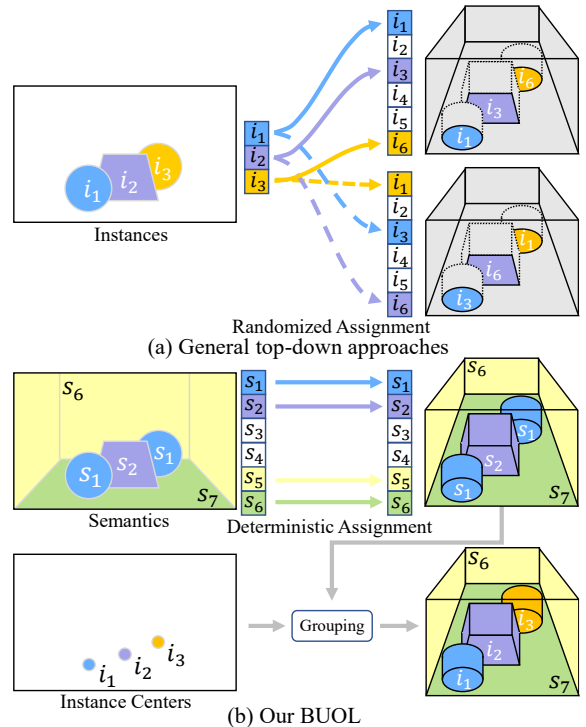 i1
i2
i3
Instances
i1
i2
i3
i1
i2
i3
i4
i5
i6
i1
i3
i6
i1
i2
i3
i4
i5
i6
i3
i6
i1
Randomized Assignment
(a) General top-down approaches
s6
s1
s2
s1
s7
Semantics
s1
s2
s3
s4
s5
s6
s1
s2
s3
s4
s5
s6
Deterministic Assignment
s6
s1
s2
s1
s7
i1
i2
i3
Instance Centers
Grouping
s6
i3
i2
i1
s7
(b) Our BUOL